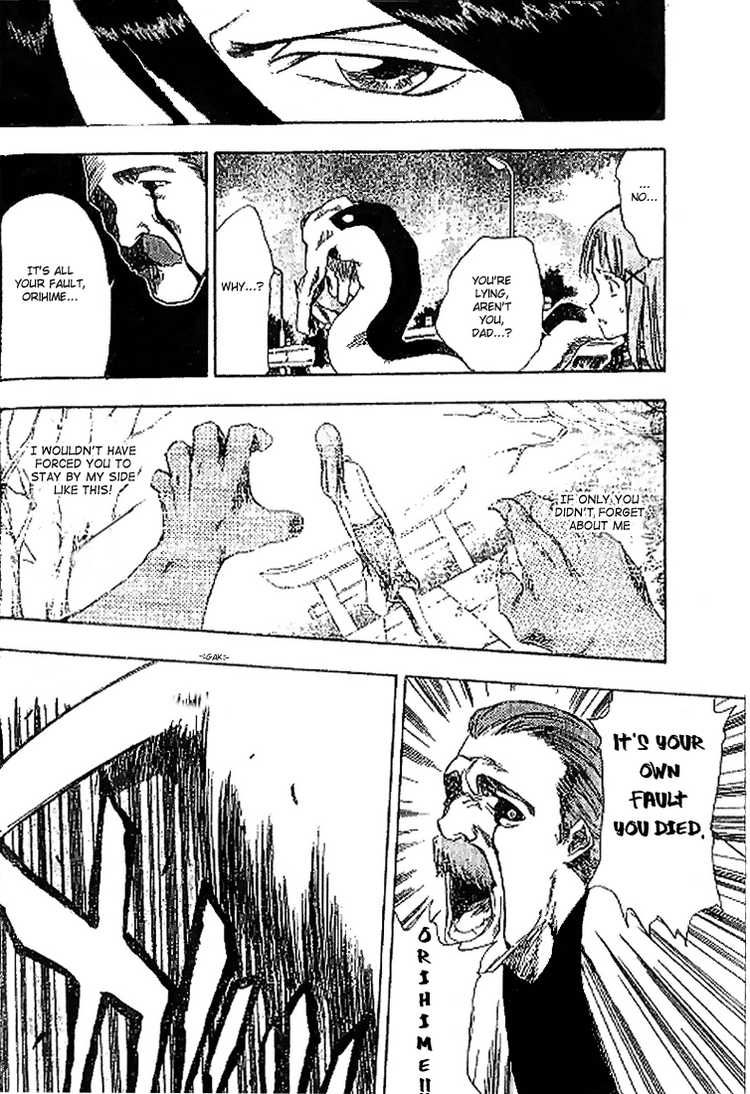 ...
NO...
YOU'RE
LYING,
AREN'T
YOU,
DAD...?
WHY...?
IT'S ALL
YOUR FAULT,
ORIHIME...
IF ONLY YOU
DIDN'T FORGET
ABOUT ME
I WOULDN'T HAVE
FORCED YOU TO
STAY BY MY SIDE
LIKE THIS!
IT'S YOUR
OWN
FAULT
YOU DIED,
ORIHIME!!
<GAK>